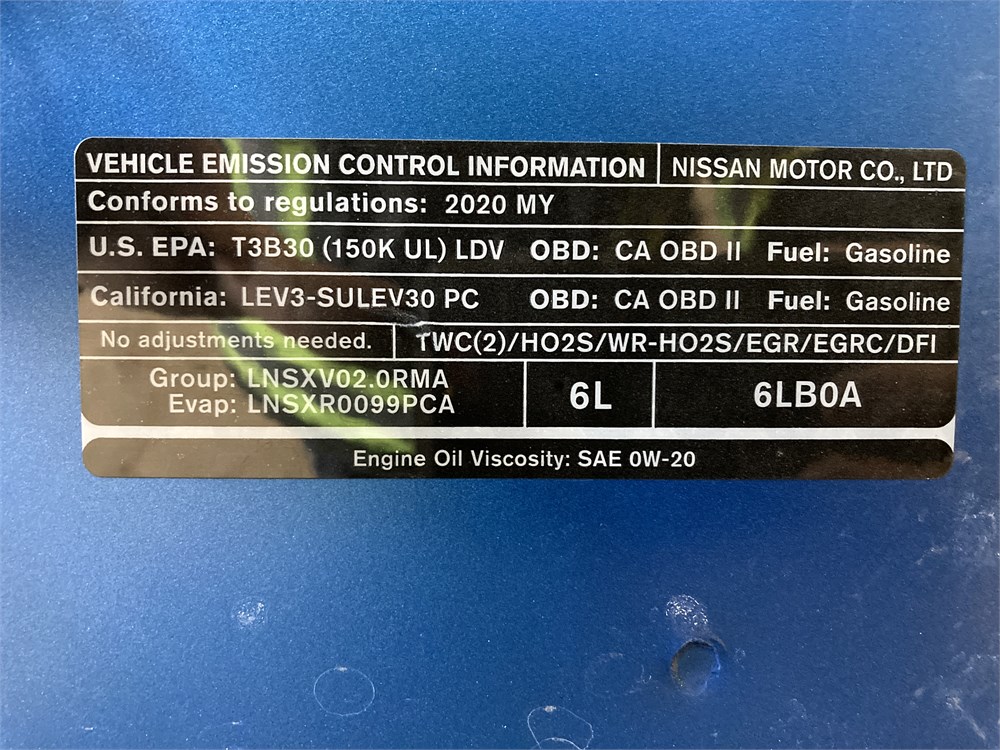 VEHICLE EMISSION CONTROL INFORMATION NISSAN MOTOR CO., LTD
Conforms to regulations: 2020 MY
U.S. EPA: T3B30 (150K UL) LDV OBD: CA OBD II Fuel: Gasoline
California: LEV3-SULEV30 PC OBD: CA OBD II Fuel: Gasoline
No adjustments needed. TWC(2)/HO2S/WR-HO2S/EGR/EGRC/DFI
Group: LNSXV02.0RMA
Evap: LNSXR0099PCA
6L 6LB0A
Engine Oil Viscosity: SAE 0W-20